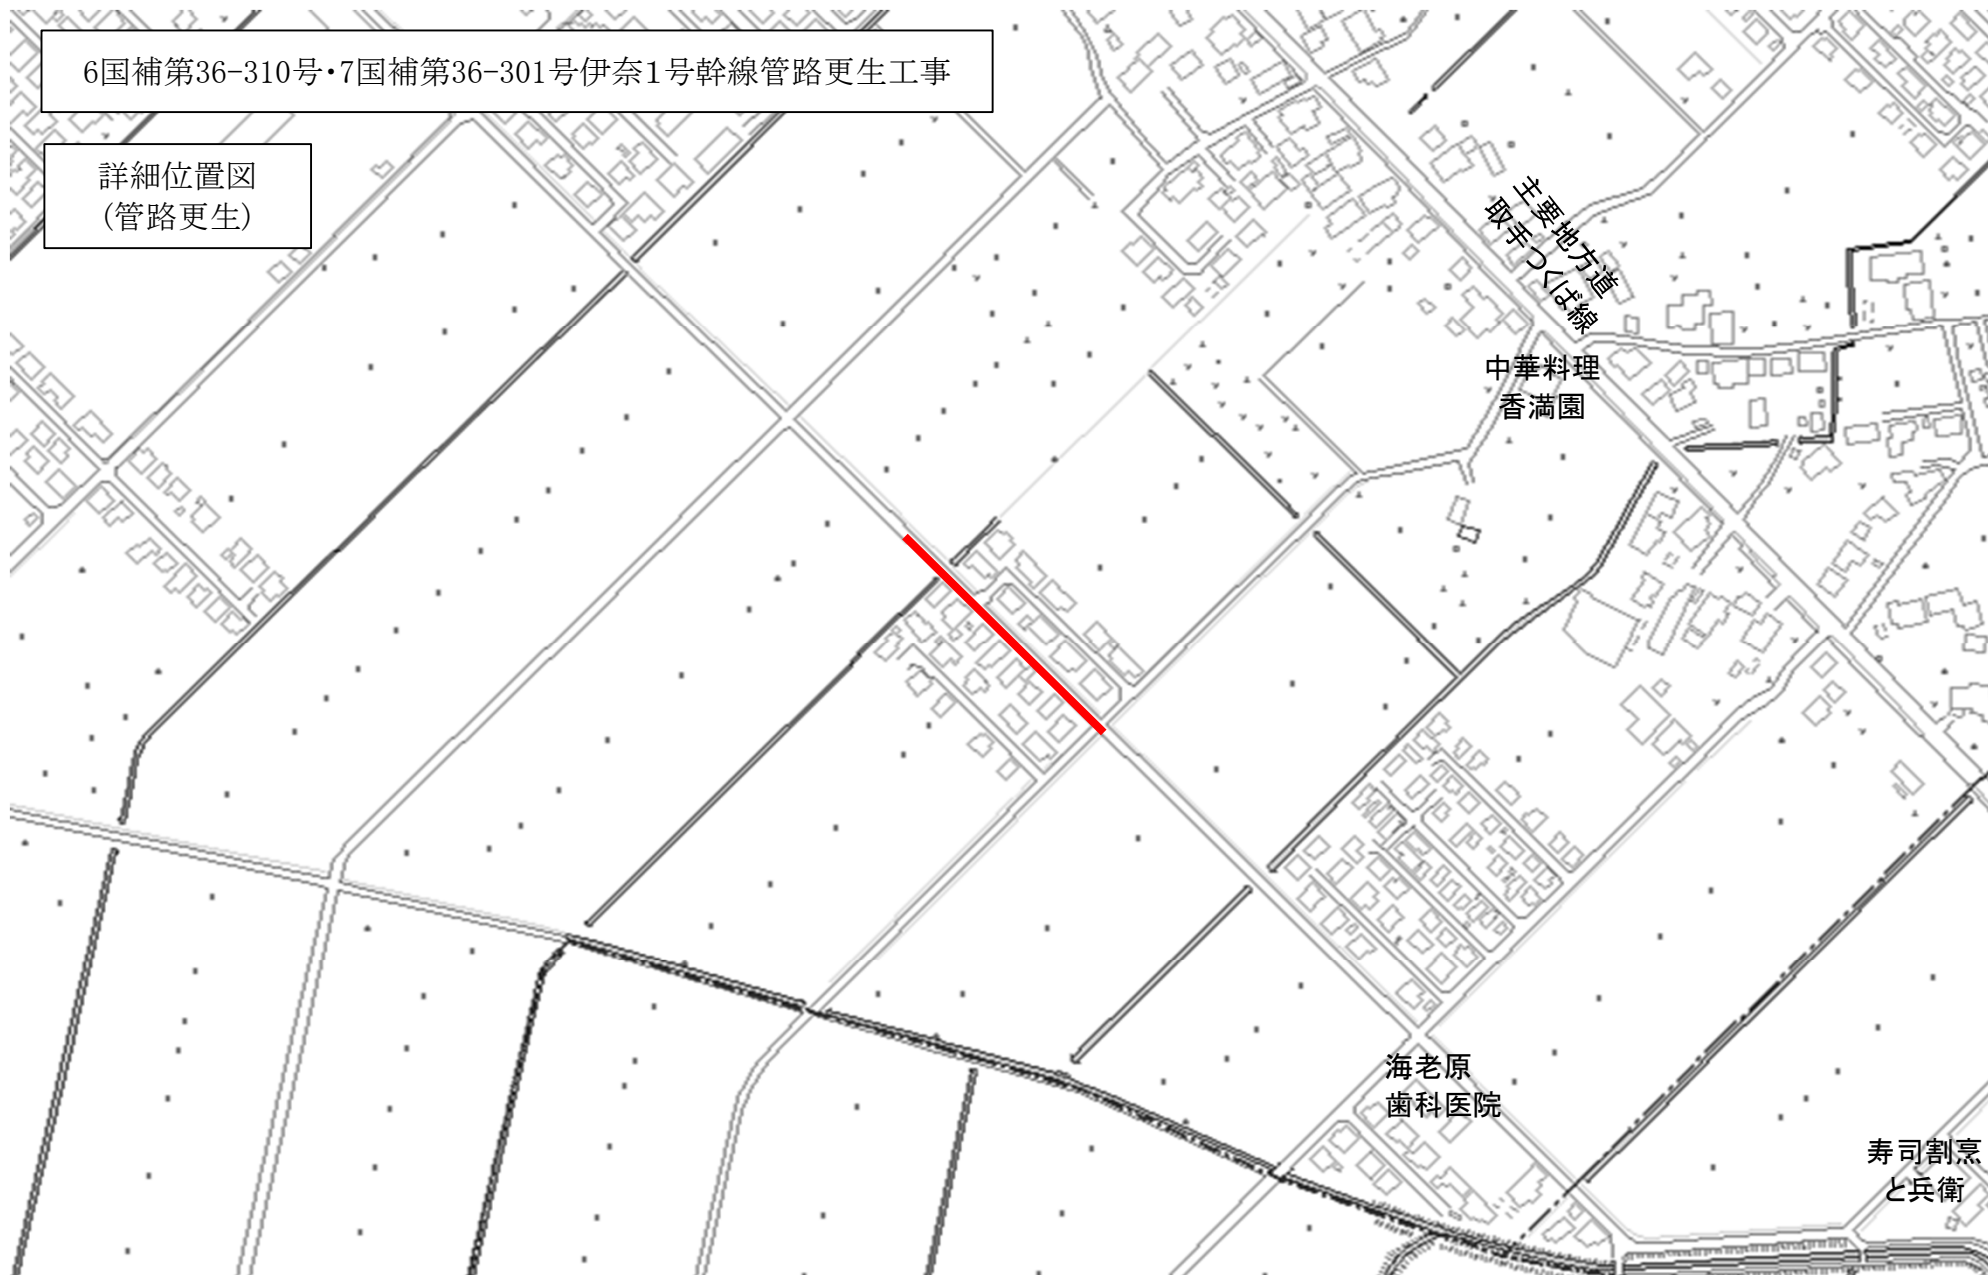 6国補第36-310号・7国補第36-301号伊奈1号幹線管路更生工事
詳細位置図
(管路更生)
主要地方道
取手つくば線
中華料理
香満園
海老原
歯科医院
寿司割烹
と兵衛